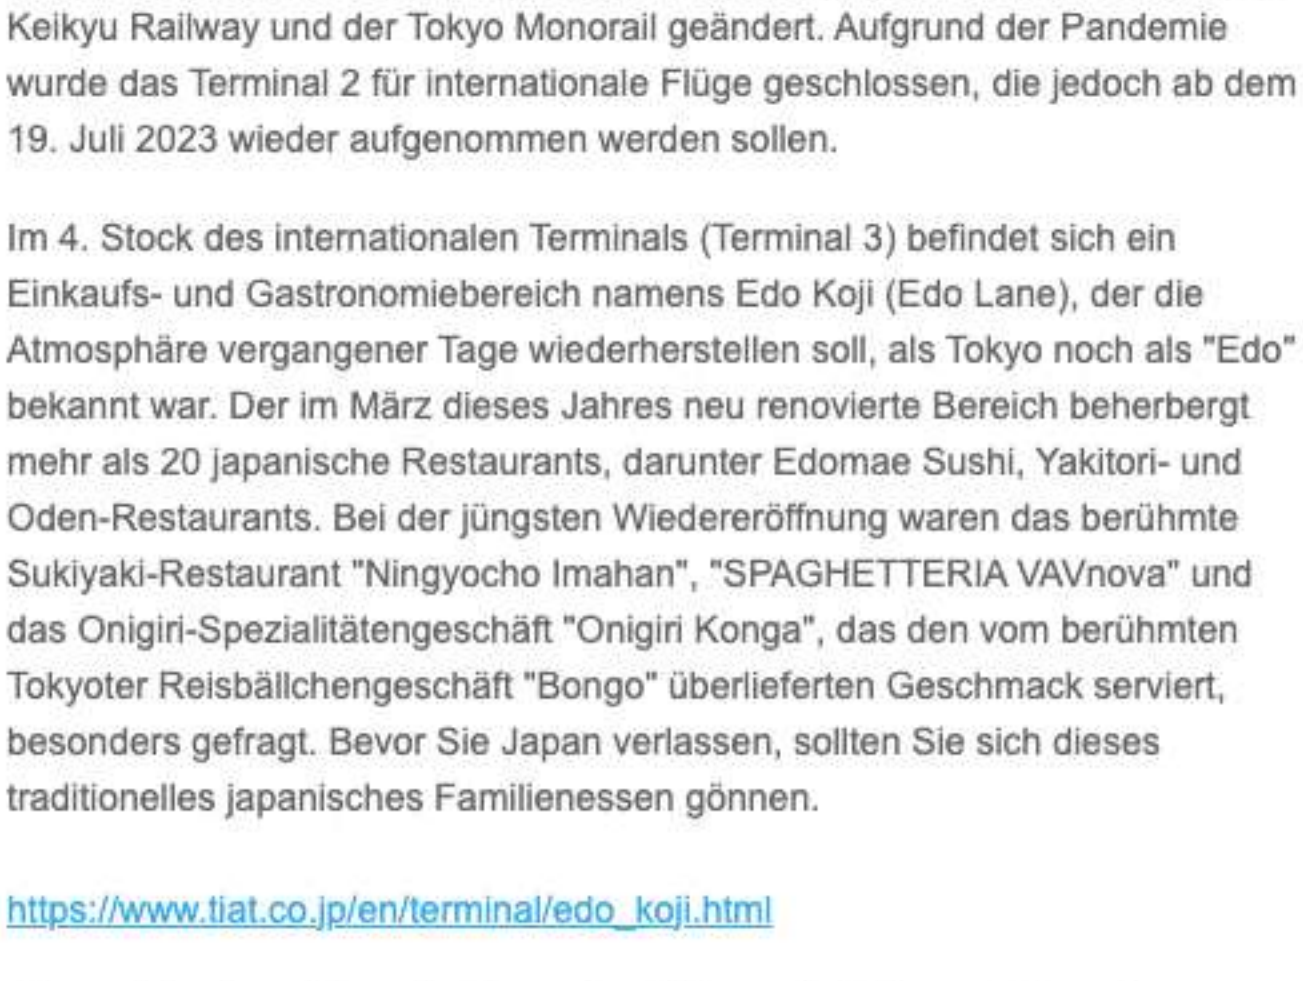 Keikyu Railway und der Tokyo Monorail geändert. Aufgrund der Pandemie
wurde das Terminal 2 für internationale Flüge geschlossen, die jedoch ab dem
19. Juli 2023 wieder aufgenommen werden sollen.
Im 4. Stock des internationalen Terminals (Terminal 3) befindet sich ein
Einkaufs- und Gastronomiebereich namens Edo Koji (Edo Lane), der die
Atmosphäre vergangener Tage wiederherstellen soll, als Tokyo noch als "Edo"
bekannt war. Der im März dieses Jahres neu renovierte Bereich beherbergt
mehr als 20 japanische Restaurants, darunter Edomae Sushi, Yakitori- und
Oden-Restaurants. Bei der jüngsten Wiedereröffnung waren das berühmte
Sukiyaki-Restaurant "Ningyocho Imahan", "SPAGHETTERIA VAVnova" und
das Onigiri-Spezialitätengeschäft "Onigiri Konga", das den vom berühmten
Tokyoter Reisbällchengeschäft "Bongo" überlieferten Geschmack serviert,
besonders gefragt. Bevor Sie Japan verlassen, sollten Sie sich dieses
traditionelles japanisches Familienessen gönnen.
https://www.tiat.co.jp/en/terminal/edo_koji.html